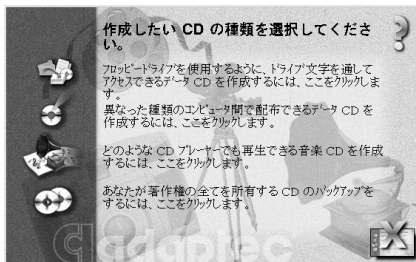 作成したい CD の種類を選択してくださ
い。
フロッピードライブを使用するように、ドライブ文字を通して
アクセスできるデータ CD を作成するには、ここをクリックしま
す。
異なった種類のコンピュータ間で配布できるデータ CD を
作成するには、ここをクリックします。
どのような CD プレーヤーでも再生できる音楽 CD を作成
するには、ここをクリックします。
あなたが著作権の全てを所有する CD のバックアップを
するには、ここをクリックします。
adaptec